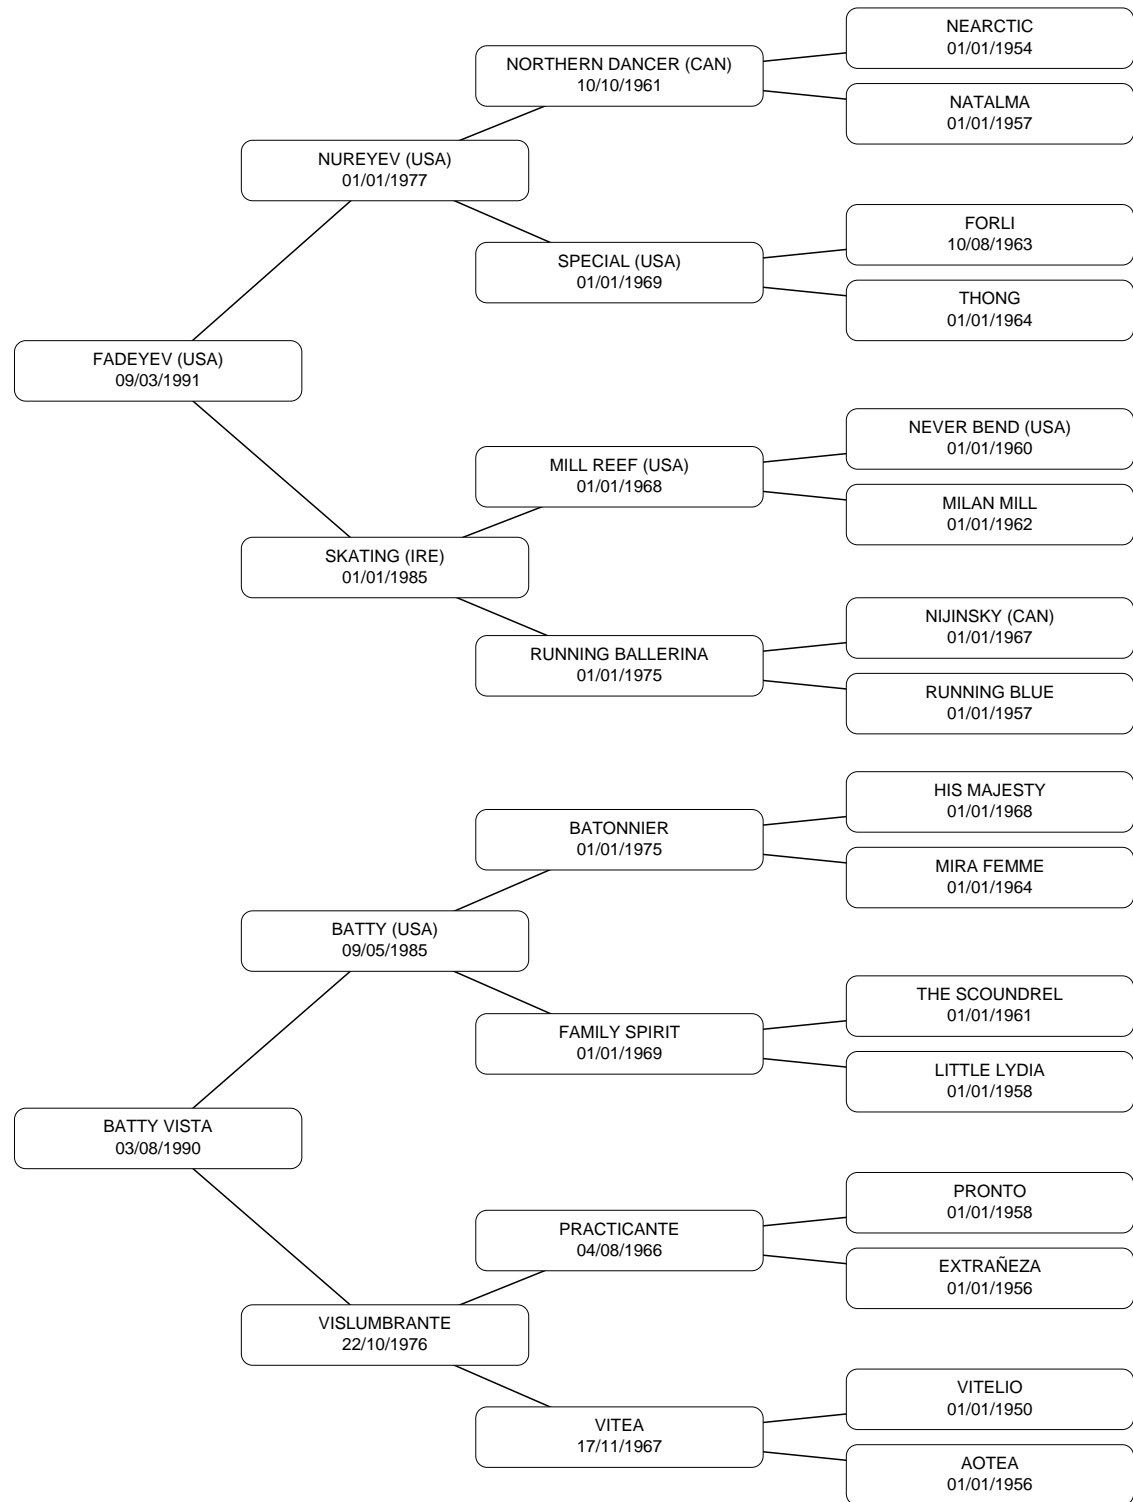 NEARCTIC
01/01/1954
NORTHERN DANCER (CAN)
10/10/1961
NATALMA
01/01/1957
NUREYEV (USA)
01/01/1977
FORLI
10/08/1963
SPECIAL (USA)
01/01/1969
THONG
01/01/1964
FADEYEV (USA)
09/03/1991
NEVER BEND (USA)
01/01/1960
MILL REEF (USA)
01/01/1968
MILAN MILL
01/01/1962
SKATING (IRE)
01/01/1985
NIJINSKY (CAN)
01/01/1967
RUNNING BALLERINA
01/01/1975
RUNNING BLUE
01/01/1957
HIS MAJESTY
01/01/1968
BATONNIER
01/01/1975
MIRA FEMME
01/01/1964
BATTY (USA)
09/05/1985
THE SCOUNDREL
01/01/1961
FAMILY SPIRIT
01/01/1969
LITTLE LYDIA
01/01/1958
BATTY VISTA
03/08/1990
PRONTO
01/01/1958
PRACTICANTE
04/08/1966
EXTRAÑEZA
01/01/1956
VISLUMBRANTE
22/10/1976
VITELIO
01/01/1950
VITEA
17/11/1967
AOTEA
01/01/1956